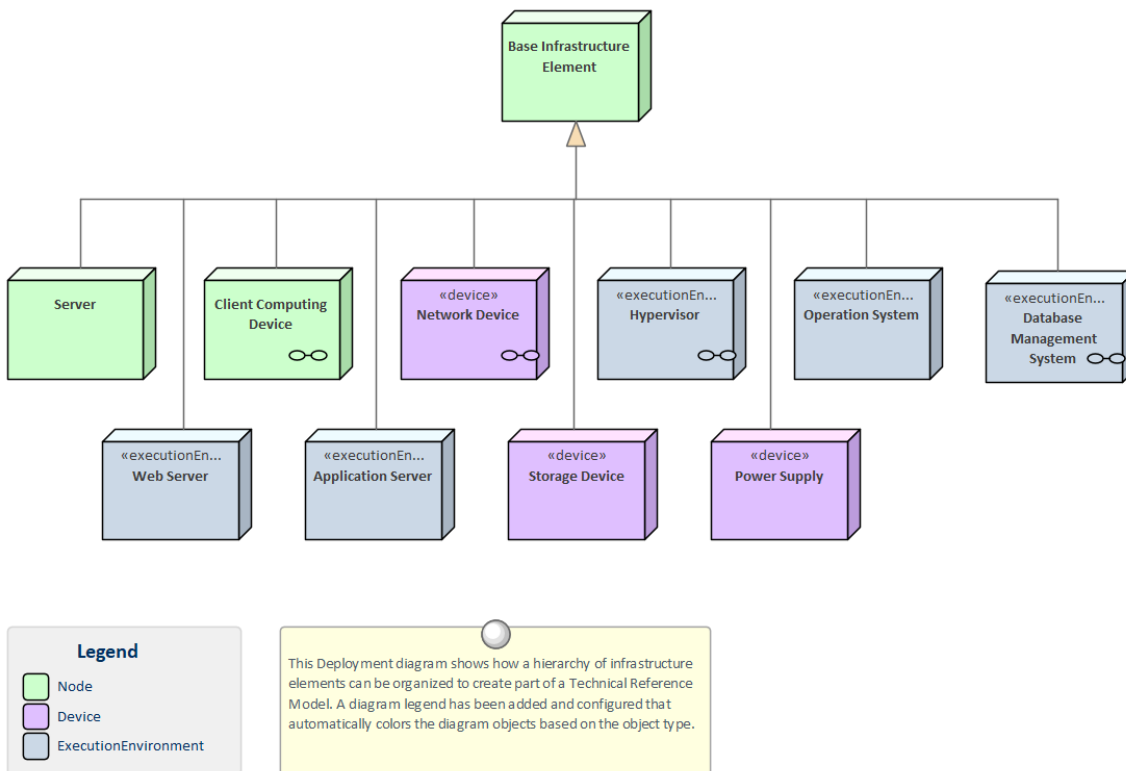 Base Infrastructure
Element
Server
Client Computing
Device
«device»
Network Device
«executionEn...
Hypervisor
«executionEn...
Operation System
«executionEn...
Database
Management
System
«executionEn...
Web Server
«executionEn...
Application Server
«device»
Storage Device
«device»
Power Supply
Legend
Node
Device
ExecutionEnvironment
This Deployment diagram shows how a hierarchy of infrastructure
elements can be organized to create part of a Technical Reference
Model. A diagram legend has been added and configured that
automatically colors the diagram objects based on the object type.